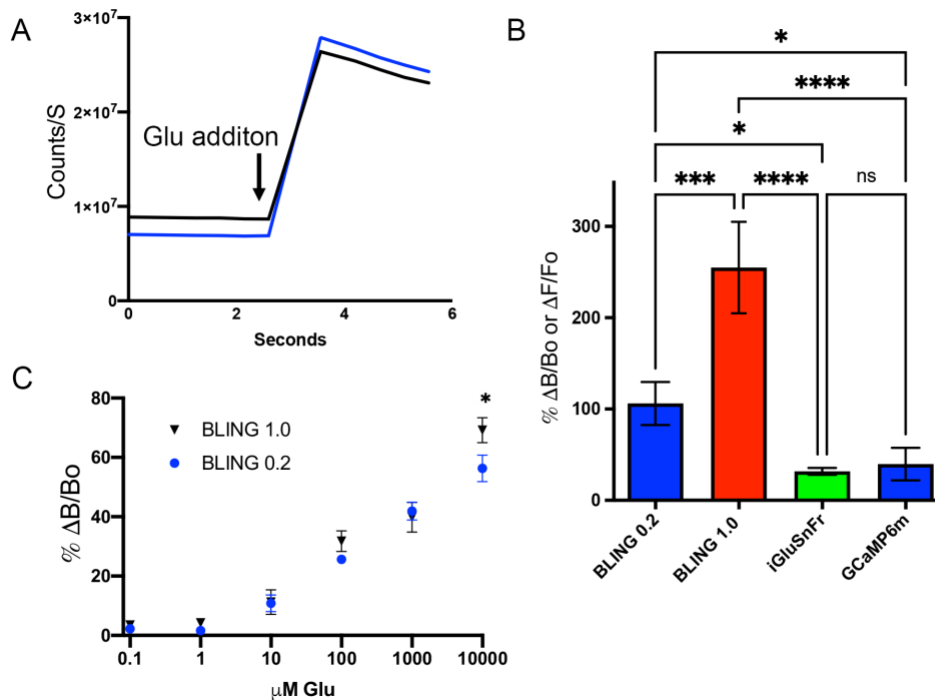 A
3×10⁷
2×10⁷
1×10⁷
0
Counts/S
Glu additon
0 2 4 6
Seconds
B
*
****
*
*** ****
ns
300
200
100
0
% ΔB/Bo or ΔF/Fo
BLING 0.2
BLING 1.0
iGluSnFr
GCaMP6m
C
80
60
40
20
0
% ΔB/Bo
BLING 1.0
BLING 0.2
*
0.1 1 10 100 1000 10000
μM Glu